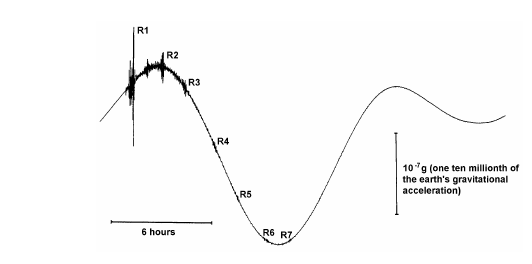 R1
R2
R3
R4
R5
R6 R7
10⁻⁷g (one ten millionth of
the earth's gravitational
acceleration)
6 hours